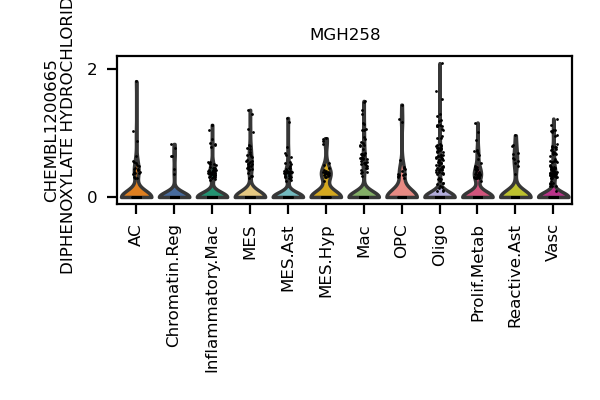 MGH258
CHEMBL1200665
DIPHENOXYLATE HYDROCHLORID
2
0
AC
Chromatin.Reg
Inflammatory.Mac
MES
MES.Ast
MES.Hyp
Mac
OPC
Oligo
Prolif.Metab
Reactive.Ast
Vasc